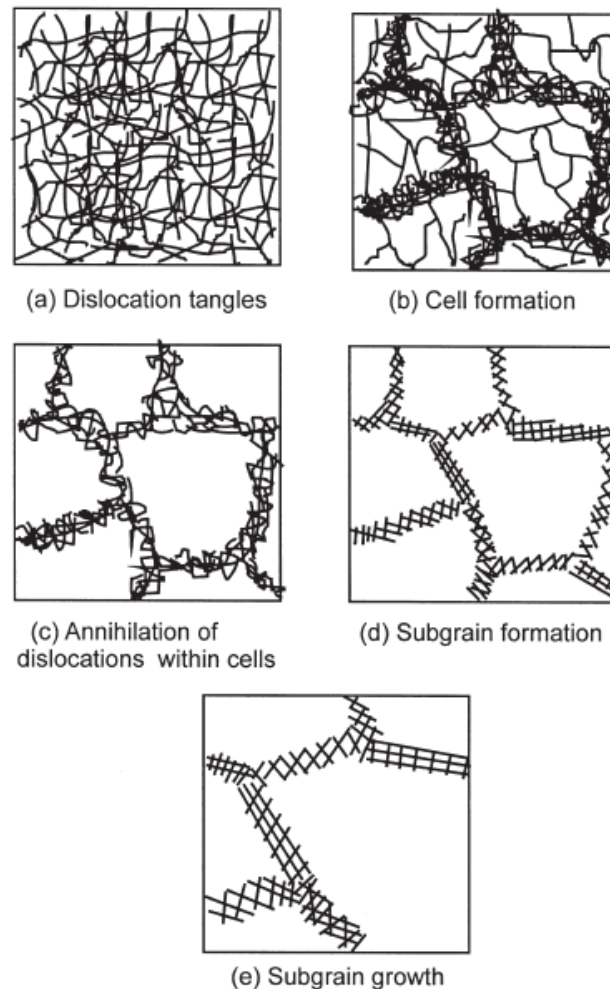 (a) Dislocation tangles
(b) Cell formation
(c) Annihilation of
dislocations within cells
(d) Subgrain formation
(e) Subgrain growth